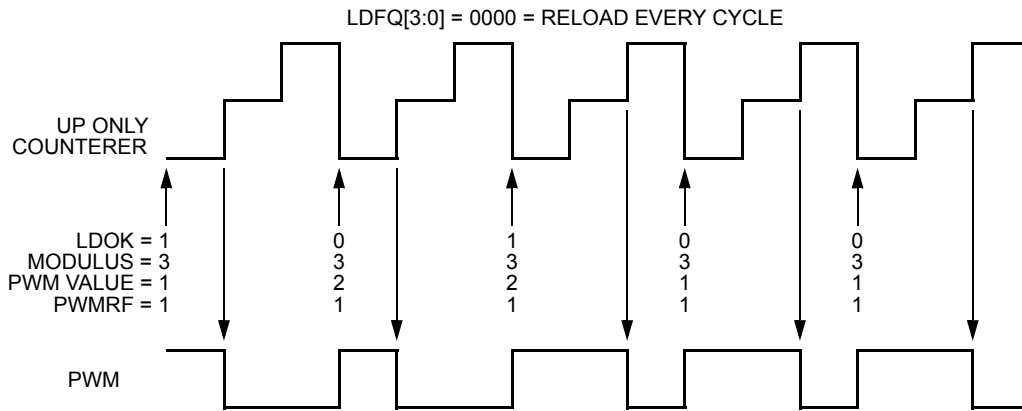 LDFQ[3:0] = 0000 = RELOAD EVERY CYCLE
UP ONLY
COUNTERER
LDOK = 1 0 1 0 0
MODULUS = 3 3 3 3 3
PWM VALUE = 1 2 2 1 1
PWMRF = 1 1 1 1 1
PWM